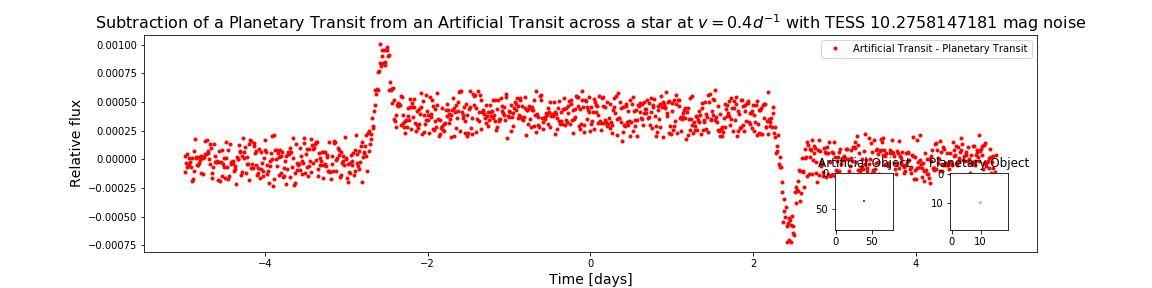 Subtraction of a Planetary Transit from an Artificial Transit across a star at v = 0.4d⁻¹ with TESS 10.2758147181 mag noise
Artificial Transit - Planetary Transit
Relative flux
0.00100
0.00075
0.00050
0.00025
0.00000
−0.00025
−0.00050
−0.00075
Artificial Object
0
50
0 50
Planetary Object
0
10
0 10
−4 −2 0 2 4
Time [days]